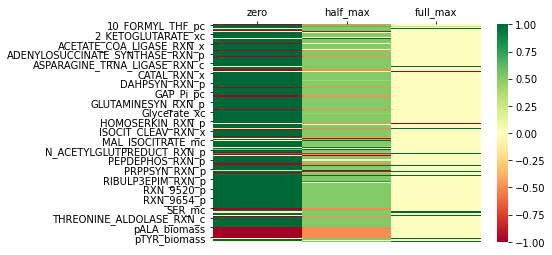 zero half_max full_max
10_FORMYL_THF_pc
2_KETOGLUTARATE_xc
ACETATE_COA_LIGASE_RXN_x
ADENYLOSUCCINATE_SYNTHASE_RXN_p
ASPARAGINE_TRNA_LIGASE_RXN_c
CATAL_RXN_x
DAHPSYN_RXN_p
GAP_Pi_pc
GLUTAMINESYN_RXN_p
Glycerate_xc
HOMOSERKIN_RXN_p
ISOCIT_CLEAV_RXN_x
MAL_ISOCITRATE_mc
N_ACETYLGLUTPREDUCT_RXN_p
PEPDEPHOS_RXN_p
PRPPSYN_RXN_p
RIBULP3EPIM_RXN_p
RXN_9520_p
RXN_9654_p
SER_mc
THREONINE_ALDOLASE_RXN_c
pALA_biomass
pTYR_biomass
1.00
0.75
0.50
0.25
0.00
−0.25
−0.50
−0.75
−1.00